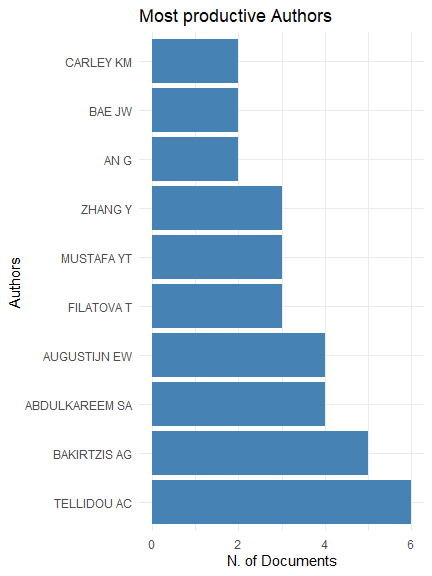 Most productive Authors
CARLEY KM
BAE JW
AN G
ZHANG Y
MUSTAFA YT
FILATOVA T
AUGUSTIJN EW
ABDULKAREEM SA
BAKIRTZIS AG
TELLIDOU AC
Authors
0 2 4 6
N. of Documents